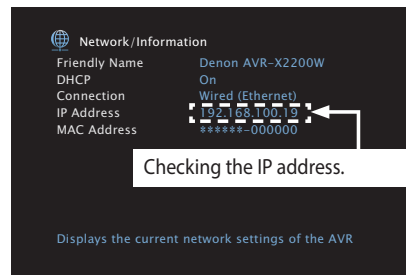 Network/Information
Friendly Name Denon AVR-X2200W
DHCP On
Connection Wired (Ethernet)
IP Address 192.168.100.19
MAC Address ******-000000
Checking the IP address.
Displays the current network settings of the AVR